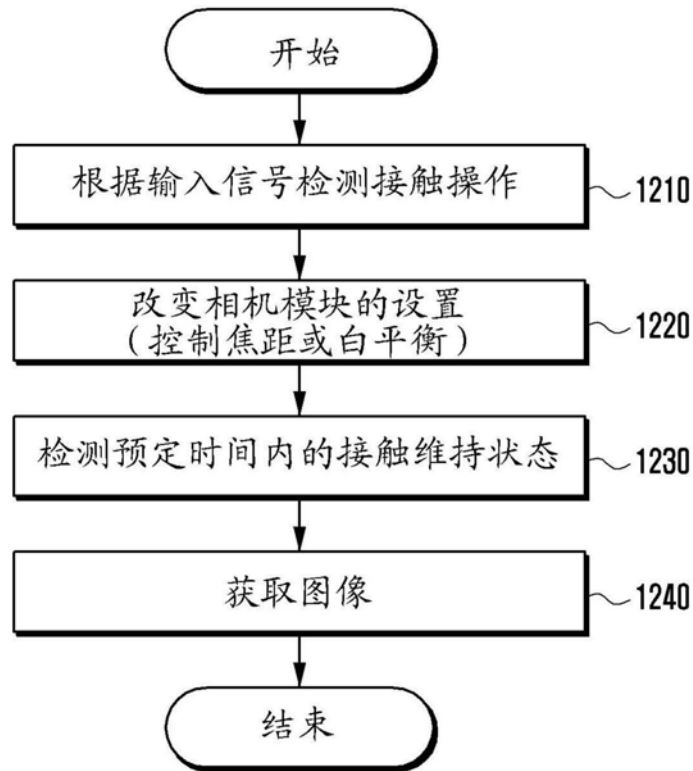 开始
根据输入信号检测接触操作
1210
改变相机模块的设置
（控制焦距或白平衡）
1220
检测预定时间内的接触维持状态
1230
获取图像
1240
结束